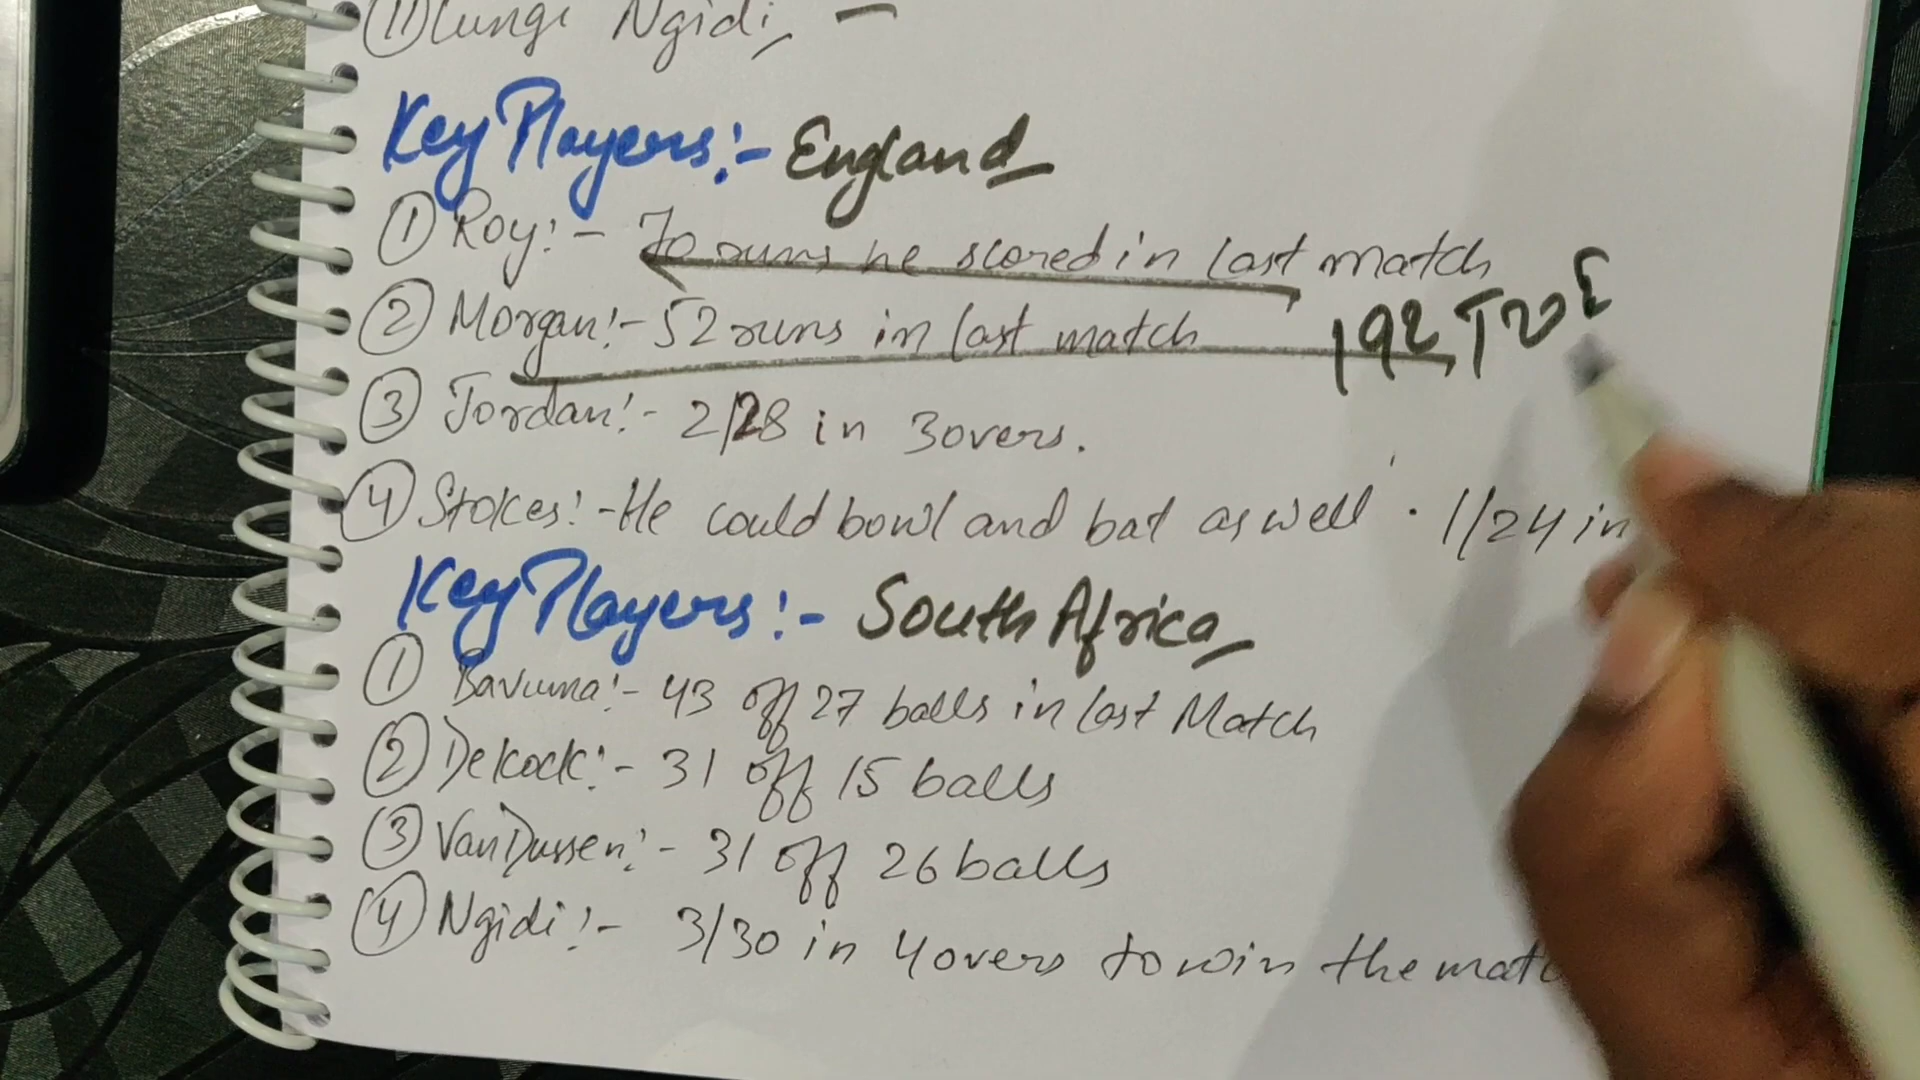 ⑪ Lungi Ngidi, -
Key Players:- England
① Roy:- 70 runs he scored in last match
② Morgan:- 52 runs in last match
192 T20 E
③ Jordan:- 2/28 in 3overs.
④ Stokes:- He could bowl and bat as well. 1/24 in
Key Players:- South Africa
① Bavuma:- 43 off 27 balls in last Match
② Dekock:- 31 off 15 balls
③ Van Dussen:- 31 off 26 balls
④ Ngidi:- 3/30 in 4overs to win the matc